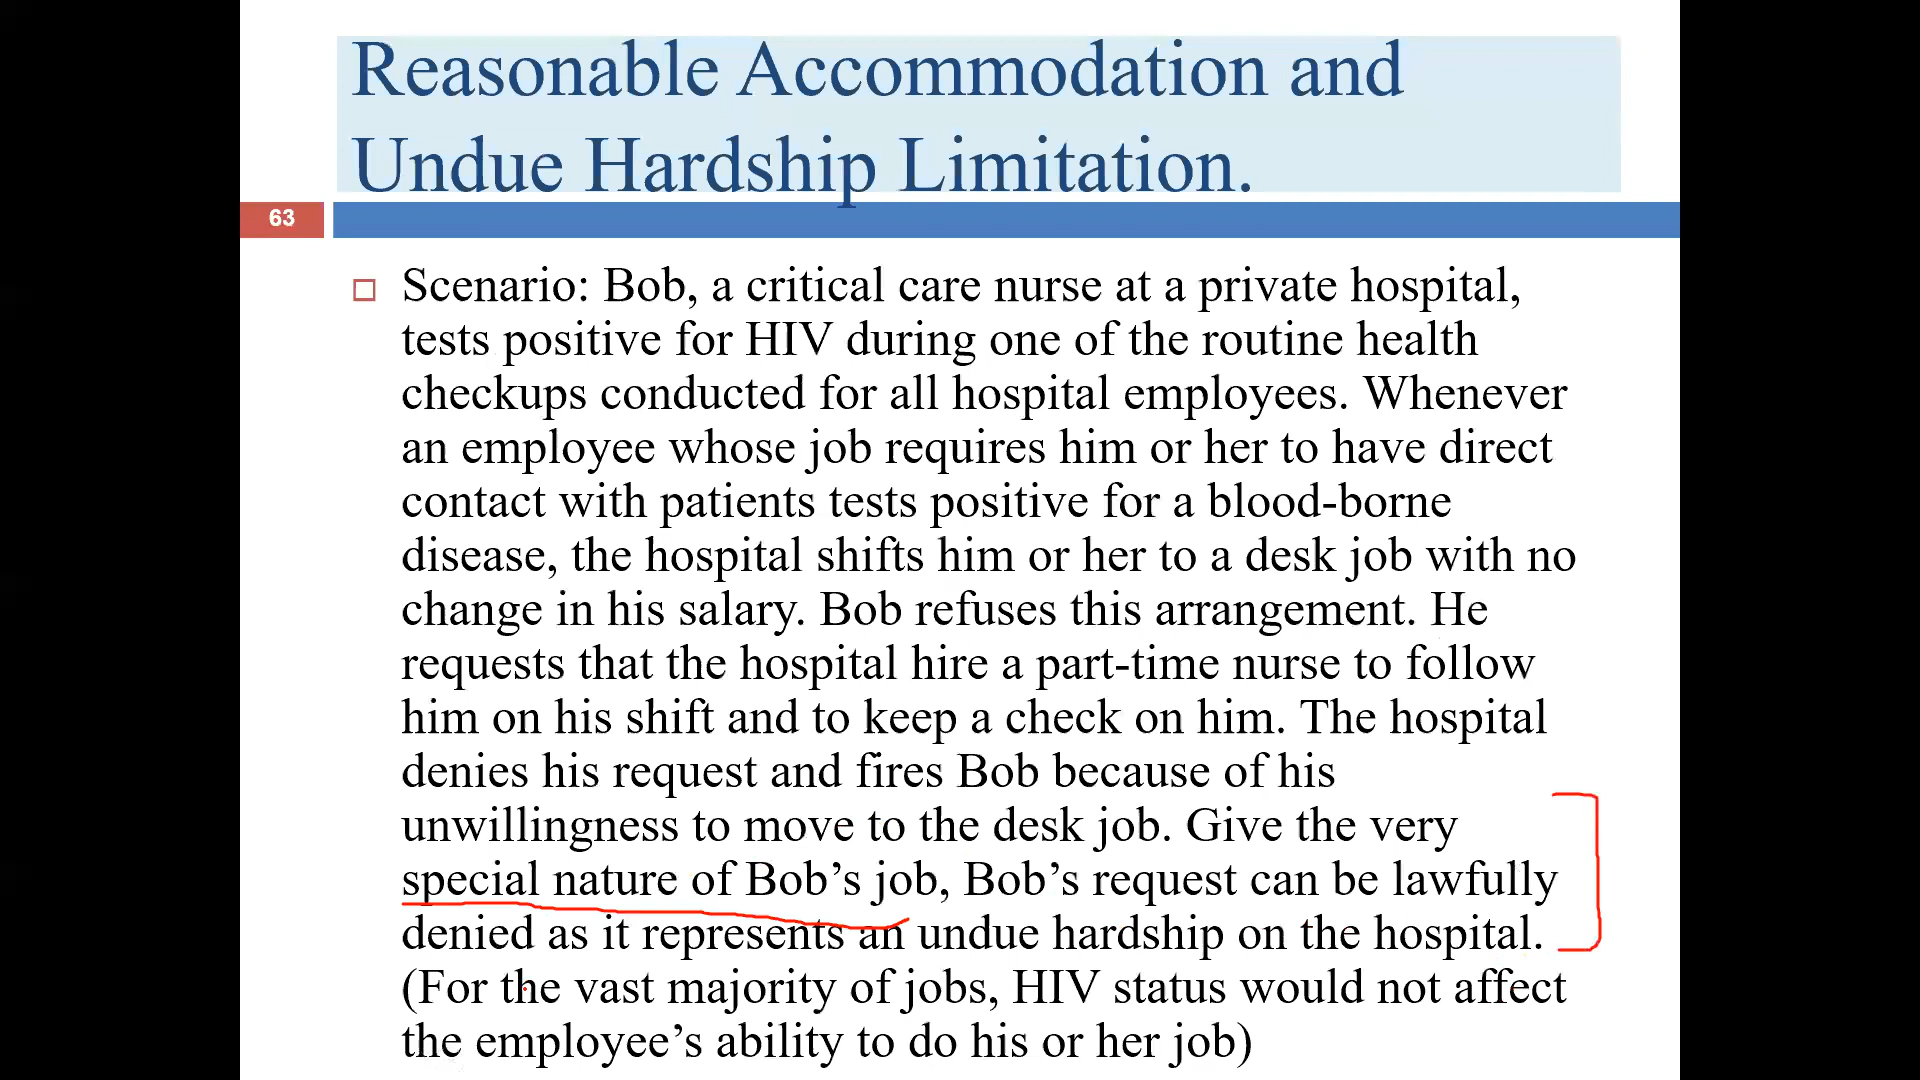 Reasonable Accommodation and
Undue Hardship Limitation.
63
Scenario: Bob, a critical care nurse at a private hospital,
tests positive for HIV during one of the routine health
checkups conducted for all hospital employees. Whenever
an employee whose job requires him or her to have direct
contact with patients tests positive for a blood-borne
disease, the hospital shifts him or her to a desk job with no
change in his salary. Bob refuses this arrangement. He
requests that the hospital hire a part-time nurse to follow
him on his shift and to keep a check on him. The hospital
denies his request and fires Bob because of his
unwillingness to move to the desk job. Give the very
special nature of Bob’s job, Bob’s request can be lawfully
denied as it represents an undue hardship on the hospital.
(For the vast majority of jobs, HIV status would not affect
the employee’s ability to do his or her job)